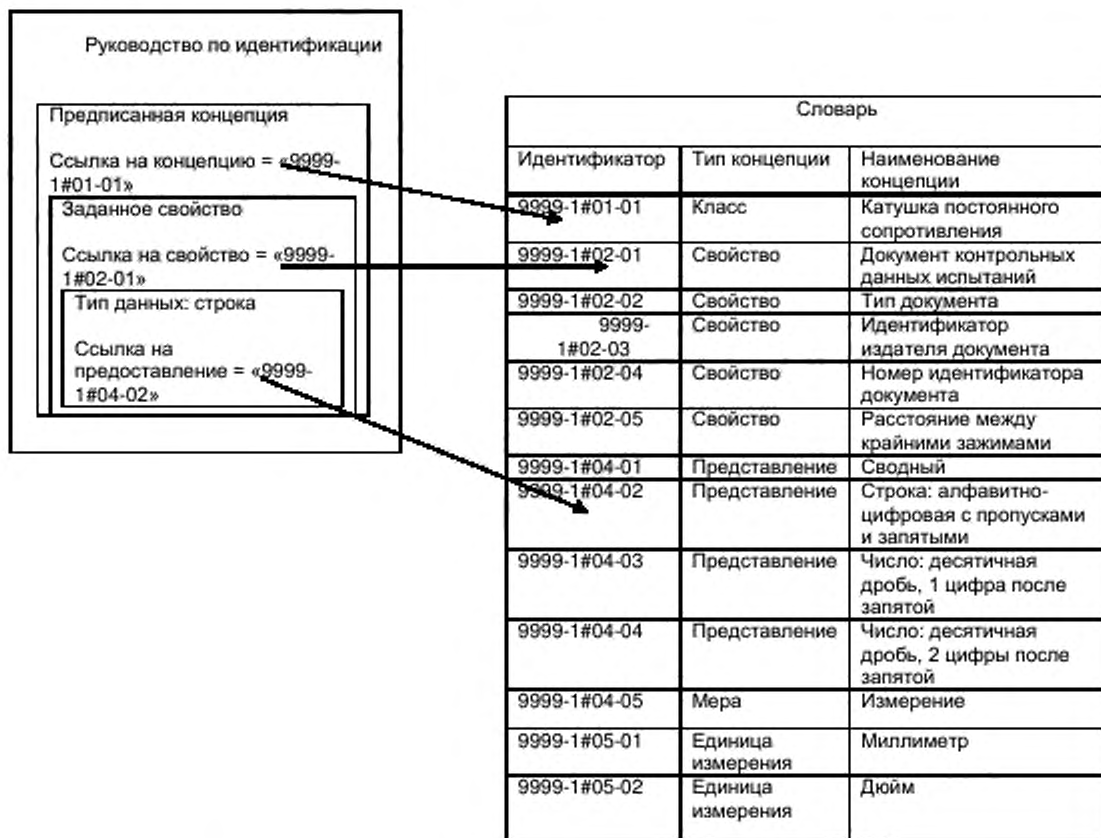 Руководство по идентификации
Предписанная концепция
Ссылка на концепцию = «9999-
1#01-01»
Заданное свойство
Ссылка на свойство = «9999-
1#02-01»
Тип данных: строка
Ссылка на
предоставление = «9999-
1#04-02»
Словарь
Идентификатор Тип концепции Наименование
концепции
9999-1#01-01 Класс Катушка постоянного
сопротивления
9999-1#02-01 Свойство Документ контрольных
данных испытаний
9999-1#02-02 Свойство Тип документа
9999- Свойство Идентификатор
1#02-03 издателя документа
9999-1#02-04 Свойство Номер идентификатора
документа
9999-1#02-05 Свойство Расстояние между
крайними зажимами
9999-1#04-01 Представление Сводный
9999-1#04-02 Представление Строка: алфавитно-
цифровая с пропусками
и запятыми
9999-1#04-03 Представление Число: десятичная
дробь, 1 цифра после
запятой
9999-1#04-04 Представление Число: десятичная
дробь, 2 цифры после
запятой
9999-1#04-05 Мера Измерение
9999-1#05-01 Единица Миллиметр
измерения
9999-1#05-02 Единица Дюйм
измерения